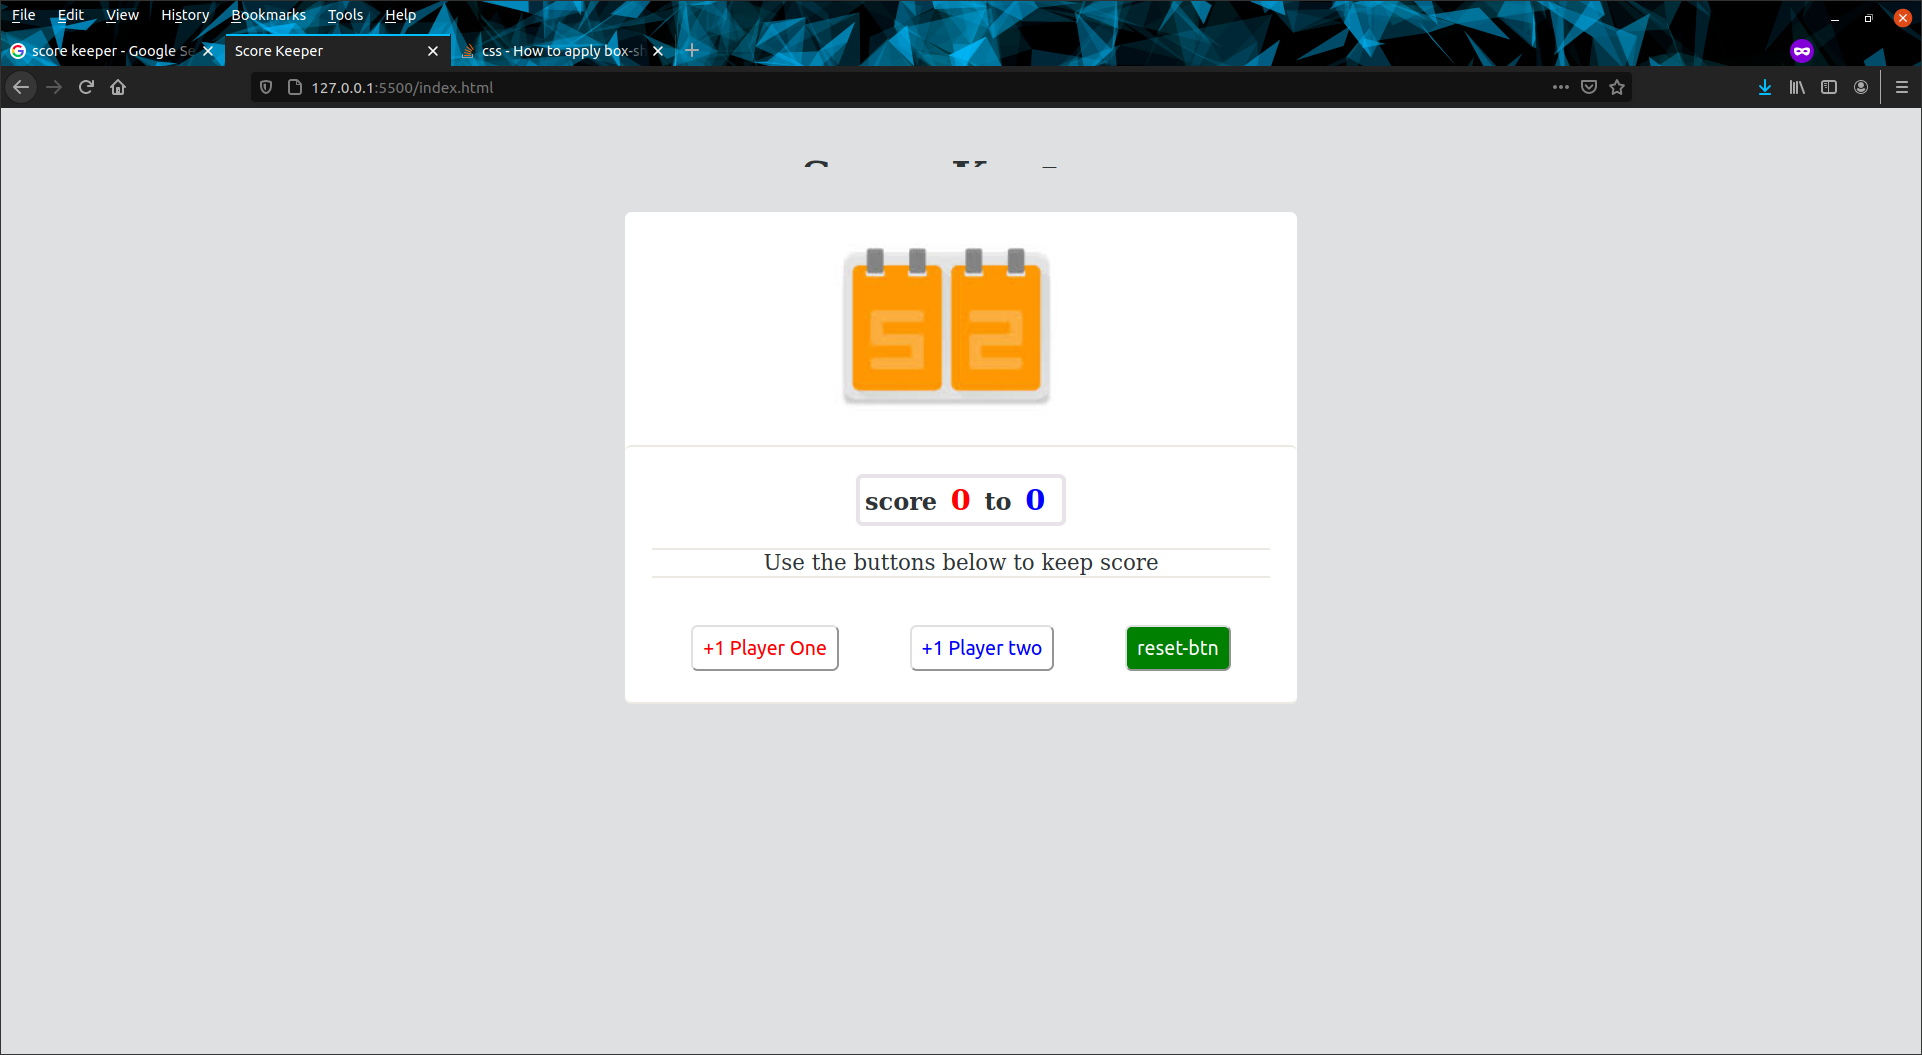 File Edit View History Bookmarks Tools Help
score keeper - Google Se
Score Keeper
css - How to apply box-sh
127.0.0.1:5500/index.html
52
score 0 to 0
Use the buttons below to keep score
+1 Player One
+1 Player two
reset-btn